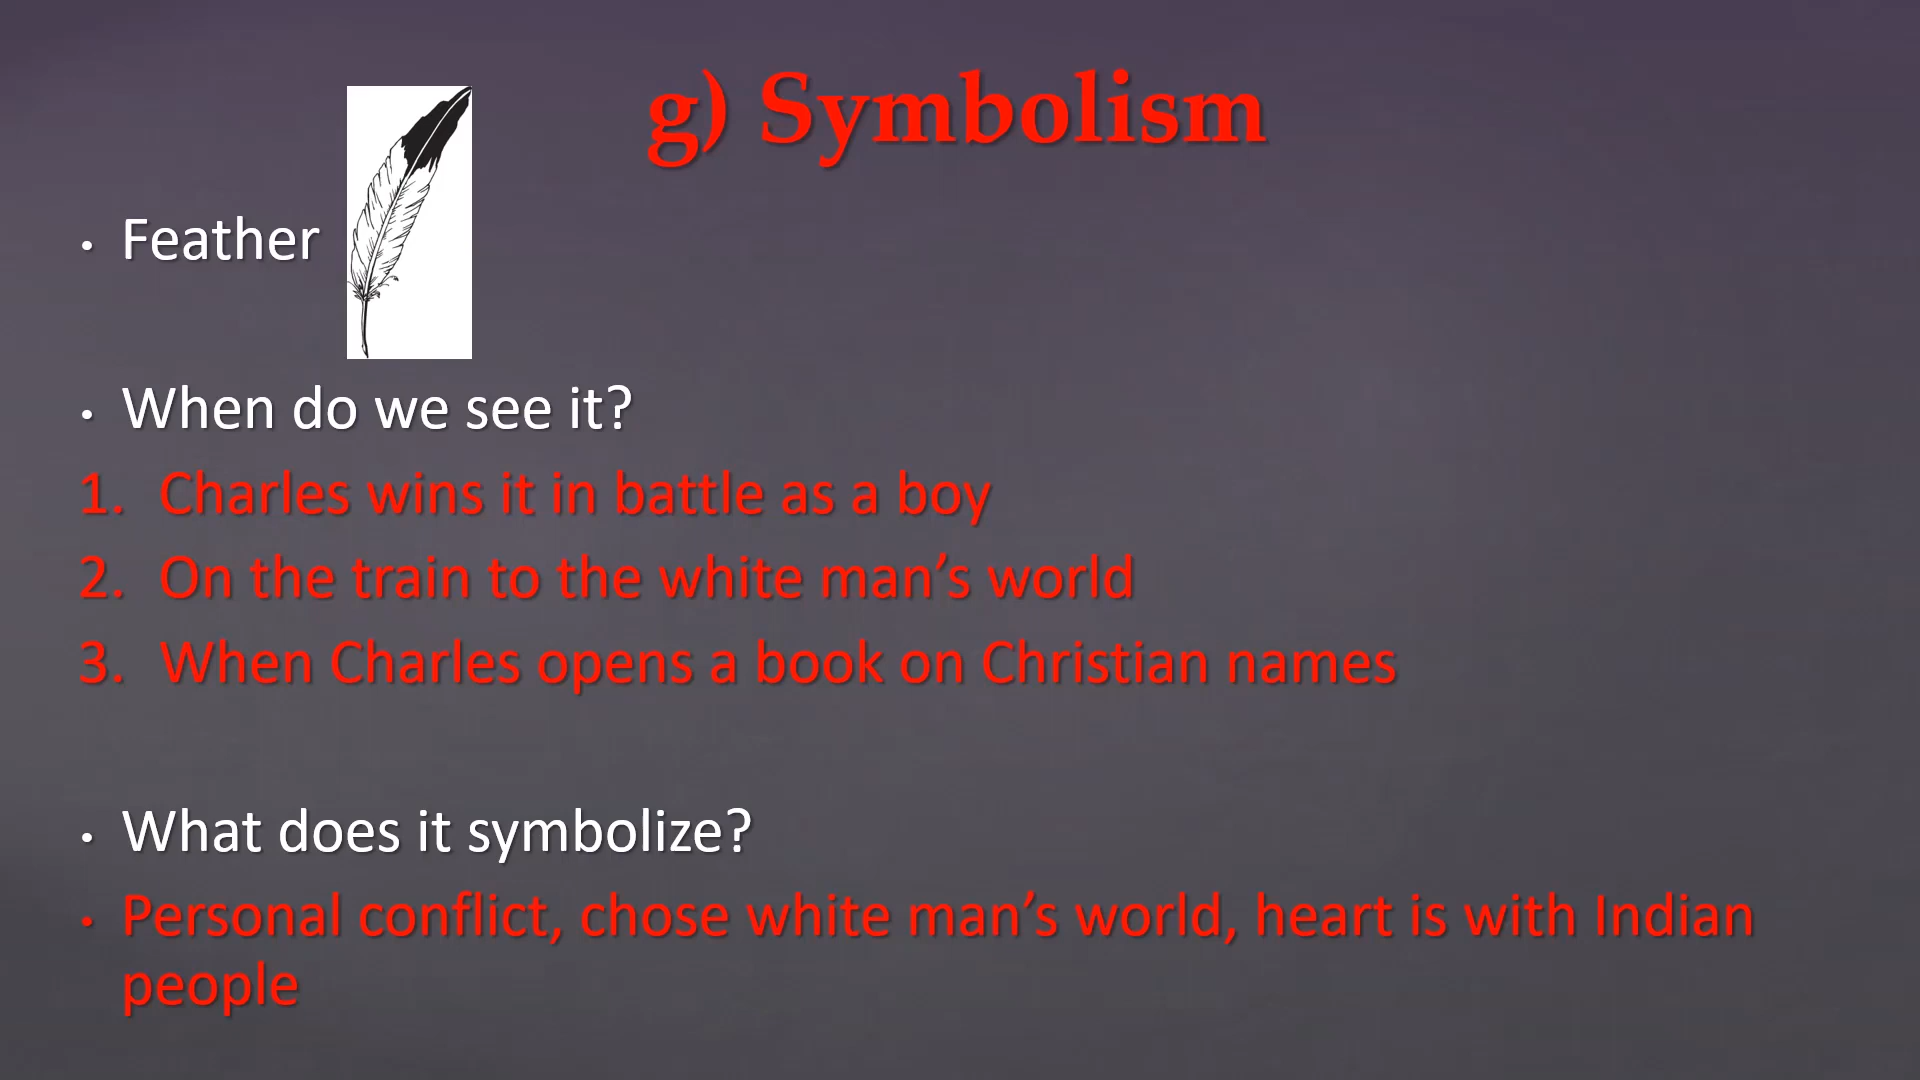 g) Symbolism
• Feather
• When do we see it?
1. Charles wins it in battle as a boy
2. On the train to the white man’s world
3. When Charles opens a book on Christian names
• What does it symbolize?
• Personal conflict, chose white man’s world, heart is with Indian
people